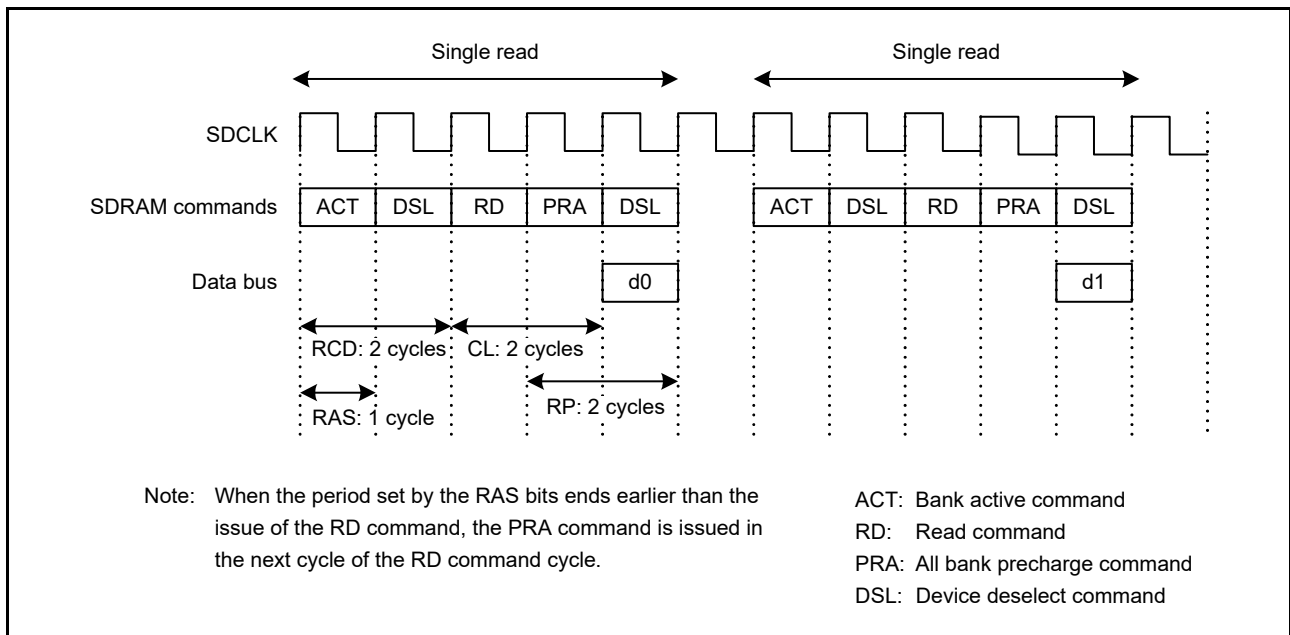 Single read Single read
SDCLK
SDRAM commands ACT DSL RD PRA DSL ACT DSL RD PRA DSL
Data bus d0 d1
RCD: 2 cycles CL: 2 cycles
RAS: 1 cycle RP: 2 cycles
Note: When the period set by the RAS bits ends earlier than the
issue of the RD command, the PRA command is issued in
the next cycle of the RD command cycle.
ACT: Bank active command
RD: Read command
PRA: All bank precharge command
DSL: Device deselect command